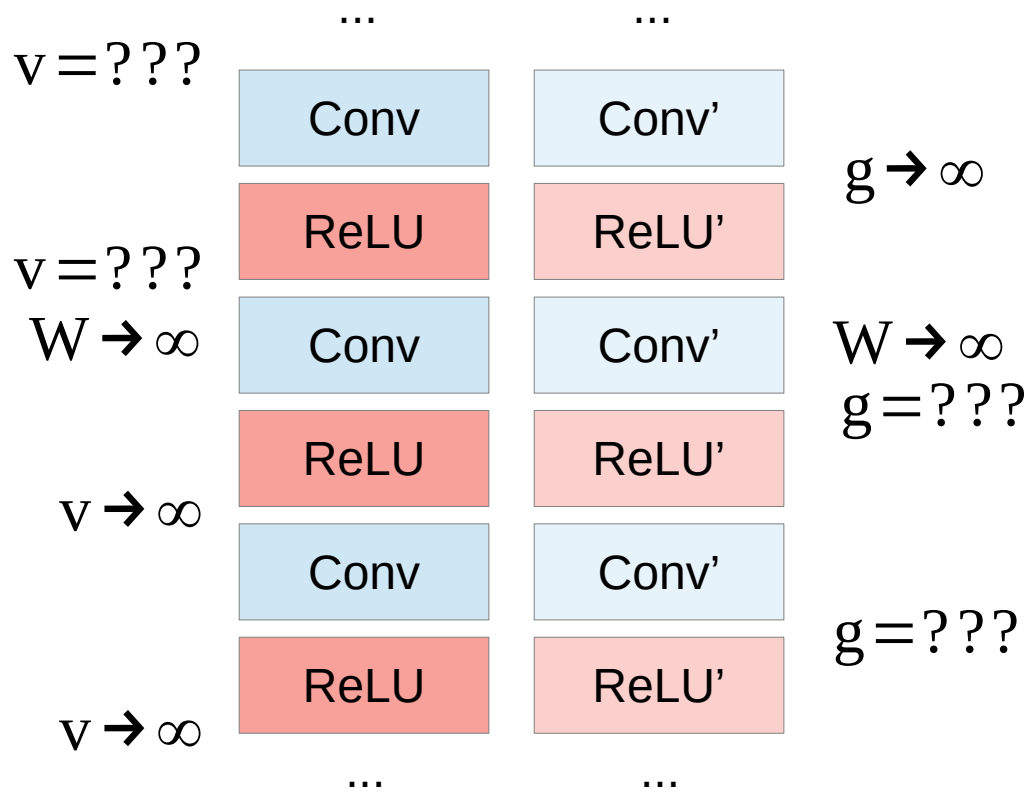 ... ...
v=???
Conv Conv’
g→∞
ReLU ReLU’
v=???
W→∞ Conv Conv’ W→∞
g=???
ReLU ReLU’
v→∞
Conv Conv’
g=???
ReLU ReLU’
v→∞
... ...